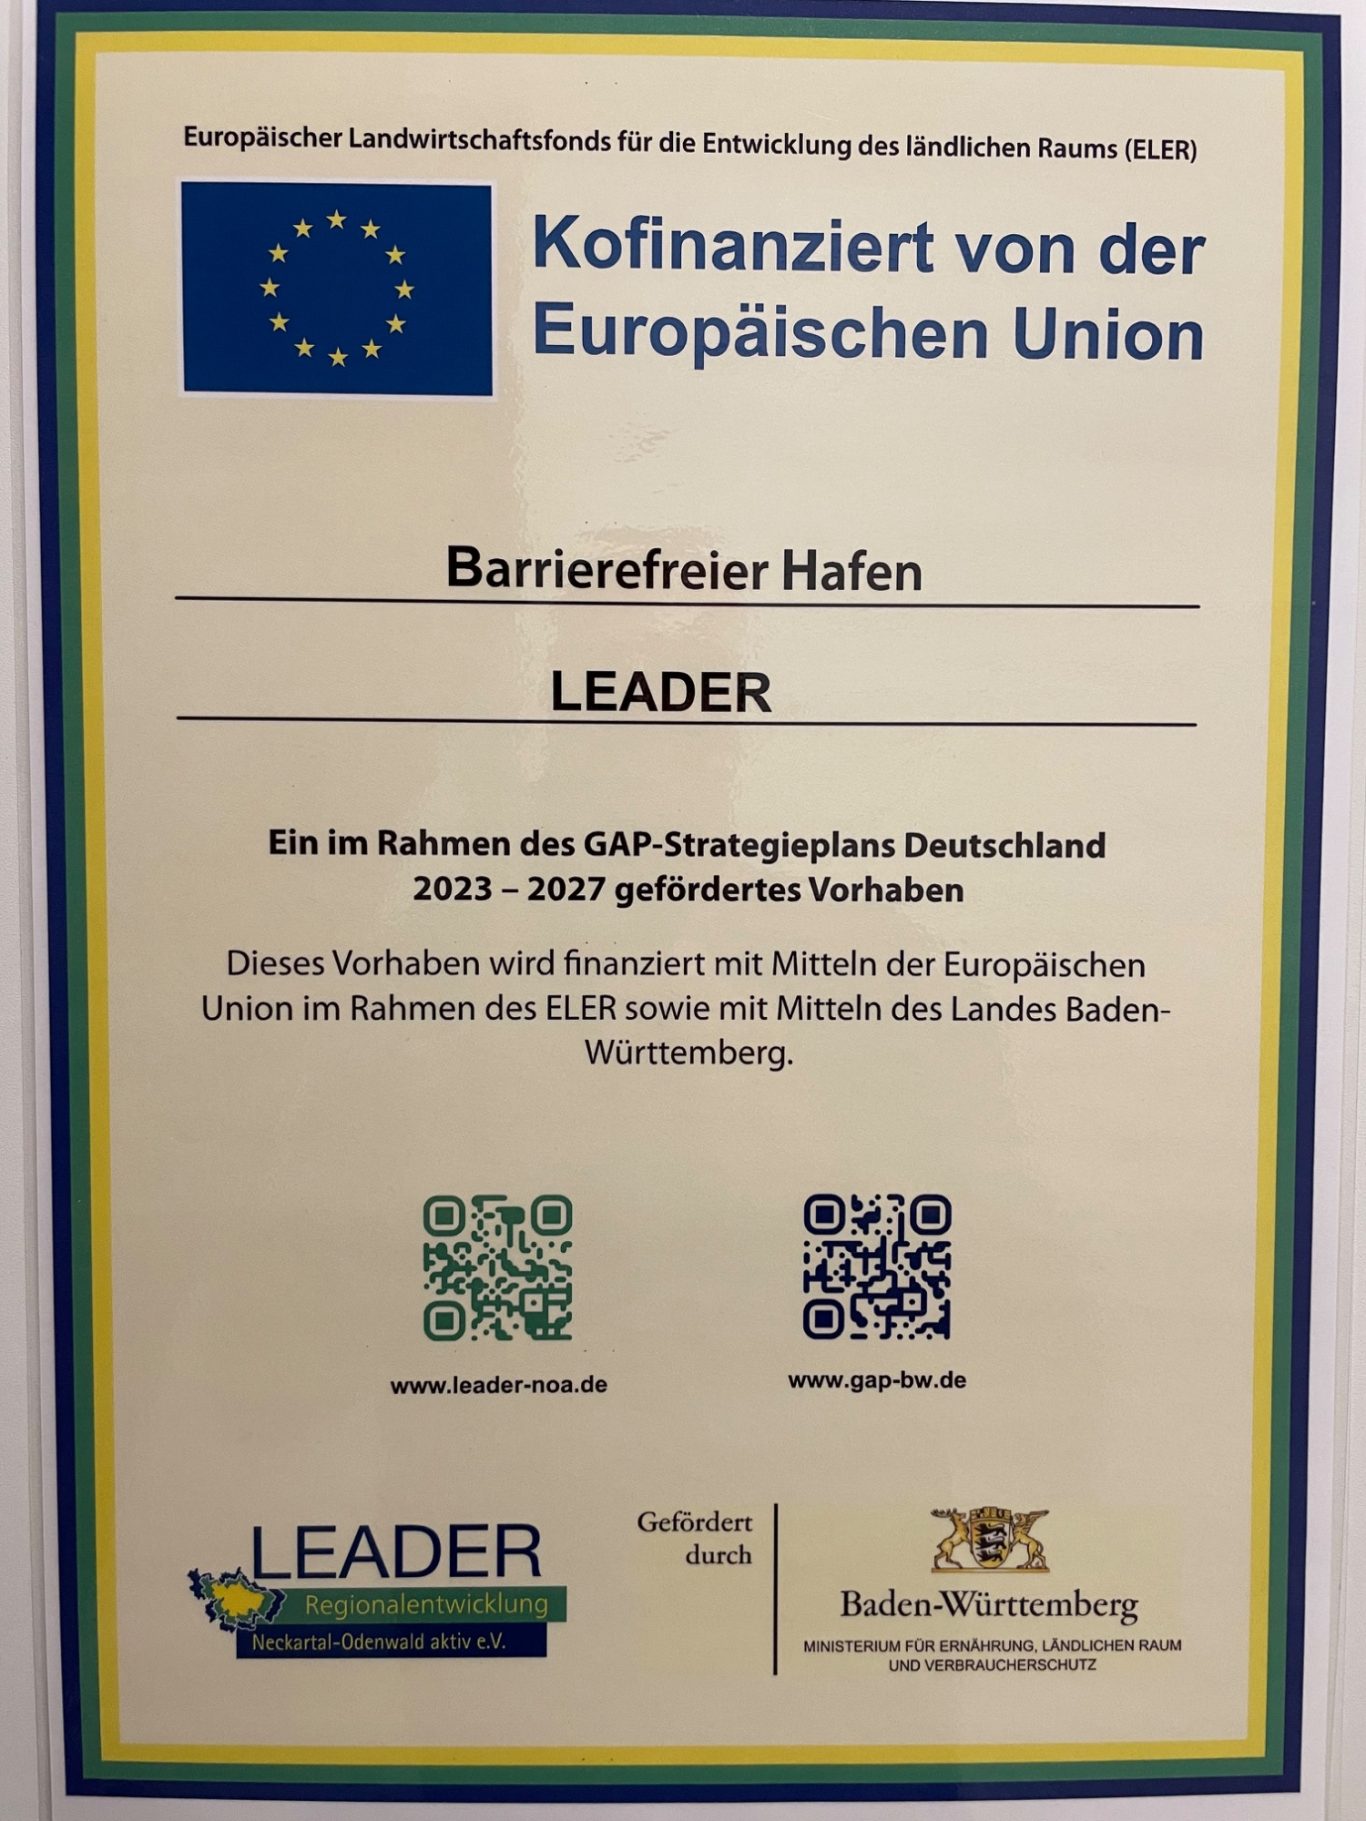 Europäischer Landwirtschaftsfonds für die Entwicklung des ländlichen Raums (ELER)
Kofinanziert von der
Europäischen Union
Barrierefreier Hafen
LEADER
Ein im Rahmen des GAP-Strategieplans Deutschland
2023 – 2027 gefördertes Vorhaben
Dieses Vorhaben wird finanziert mit Mitteln der Europäischen
Union im Rahmen des ELER sowie mit Mitteln des Landes Baden-
Württemberg.
www.leader-noa.de
www.gap-bw.de
LEADER
Regionalentwicklung
Neckartal-Odenwald aktiv e.V.
Gefördert
durch
Baden-Württemberg
MINISTERIUM FÜR ERNÄHRUNG, LÄNDLICHEN RAUM
UND VERBRAUCHERSCHUTZ